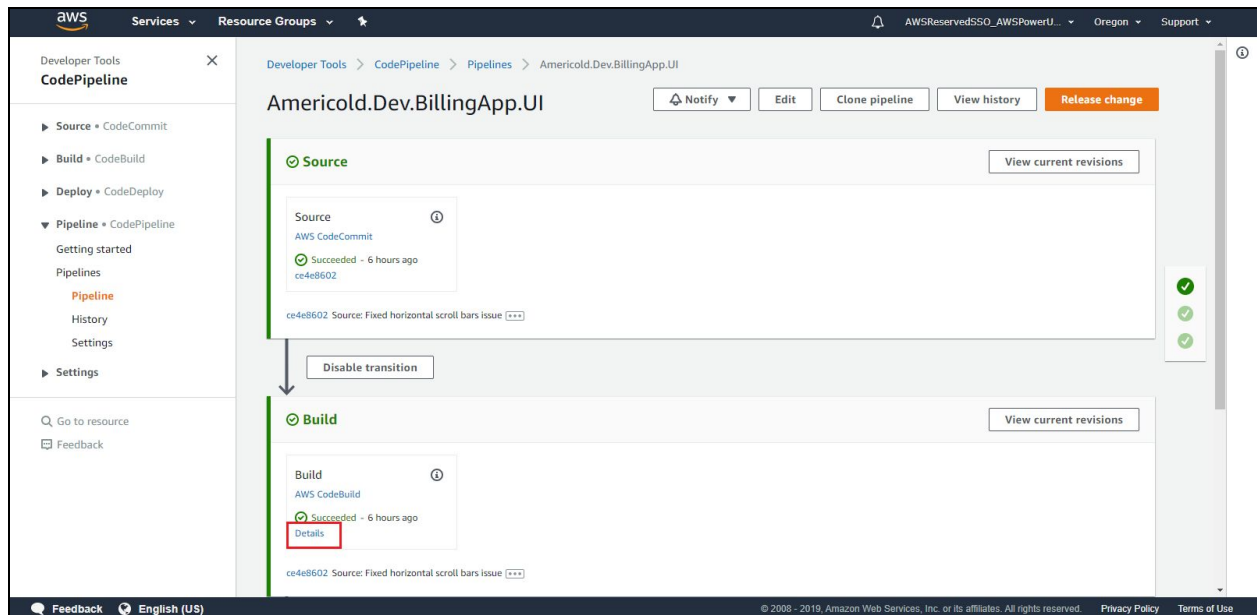 aws Services Resource Groups AWSReservedSSO_AWSPowerU... Oregon Support
Developer Tools
CodePipeline
Source • CodeCommit
Build • CodeBuild
Deploy • CodeDeploy
Pipeline • CodePipeline
Getting started
Pipelines
Pipeline
History
Settings
Settings
Go to resource
Feedback
Developer Tools > CodePipeline > Pipelines > Americold.Dev.BillingApp.UI
Americold.Dev.BillingApp.UI Notify Edit Clone pipeline View history Release change
Source View current revisions
Source
AWS CodeCommit
Succeeded - 6 hours ago
ce4e8602
ce4e8602 Source: Fixed horizontal scroll bars issue
Disable transition
Build View current revisions
Build
AWS CodeBuild
Succeeded - 6 hours ago
Details
ce4e8602 Source: Fixed horizontal scroll bars issue
Feedback English (US) © 2008 - 2019, Amazon Web Services, Inc. or its affiliates. All rights reserved. Privacy Policy Terms of Use